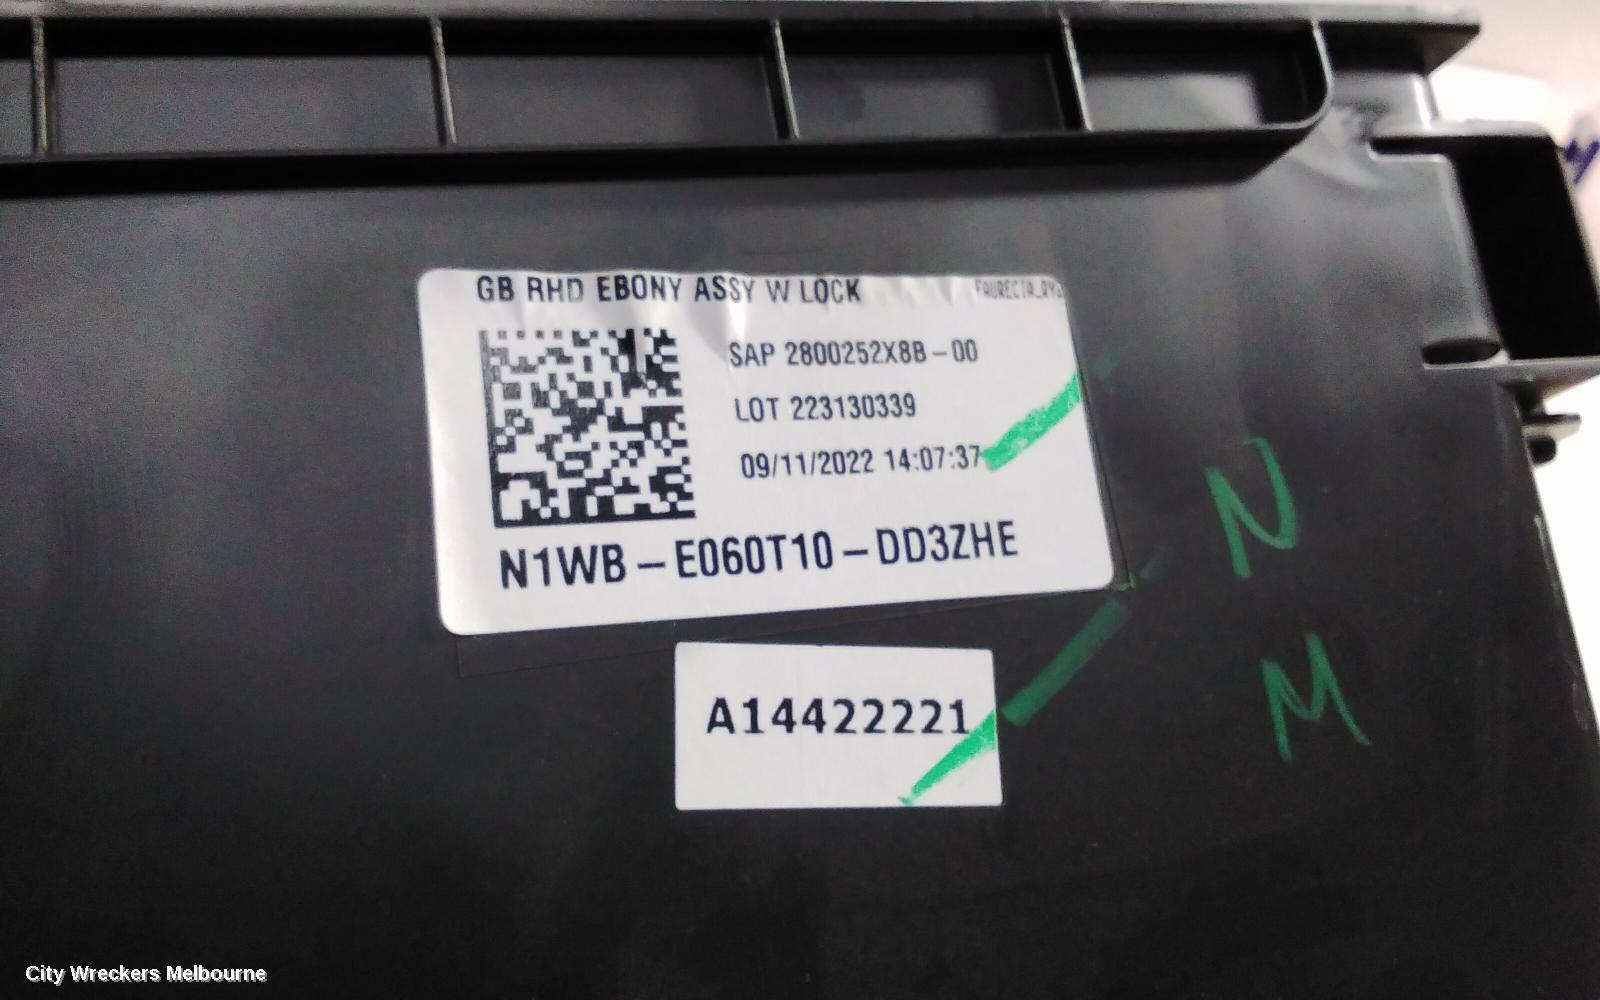 GB RHD EBONY ASSY W LOCK
SAP 2800252X8B-00
LOT 223130339
09/11/2022 14:07:37
N1WB-E060T10-DD3ZHE
A14422221
N
M
City Wreckers Melbourne